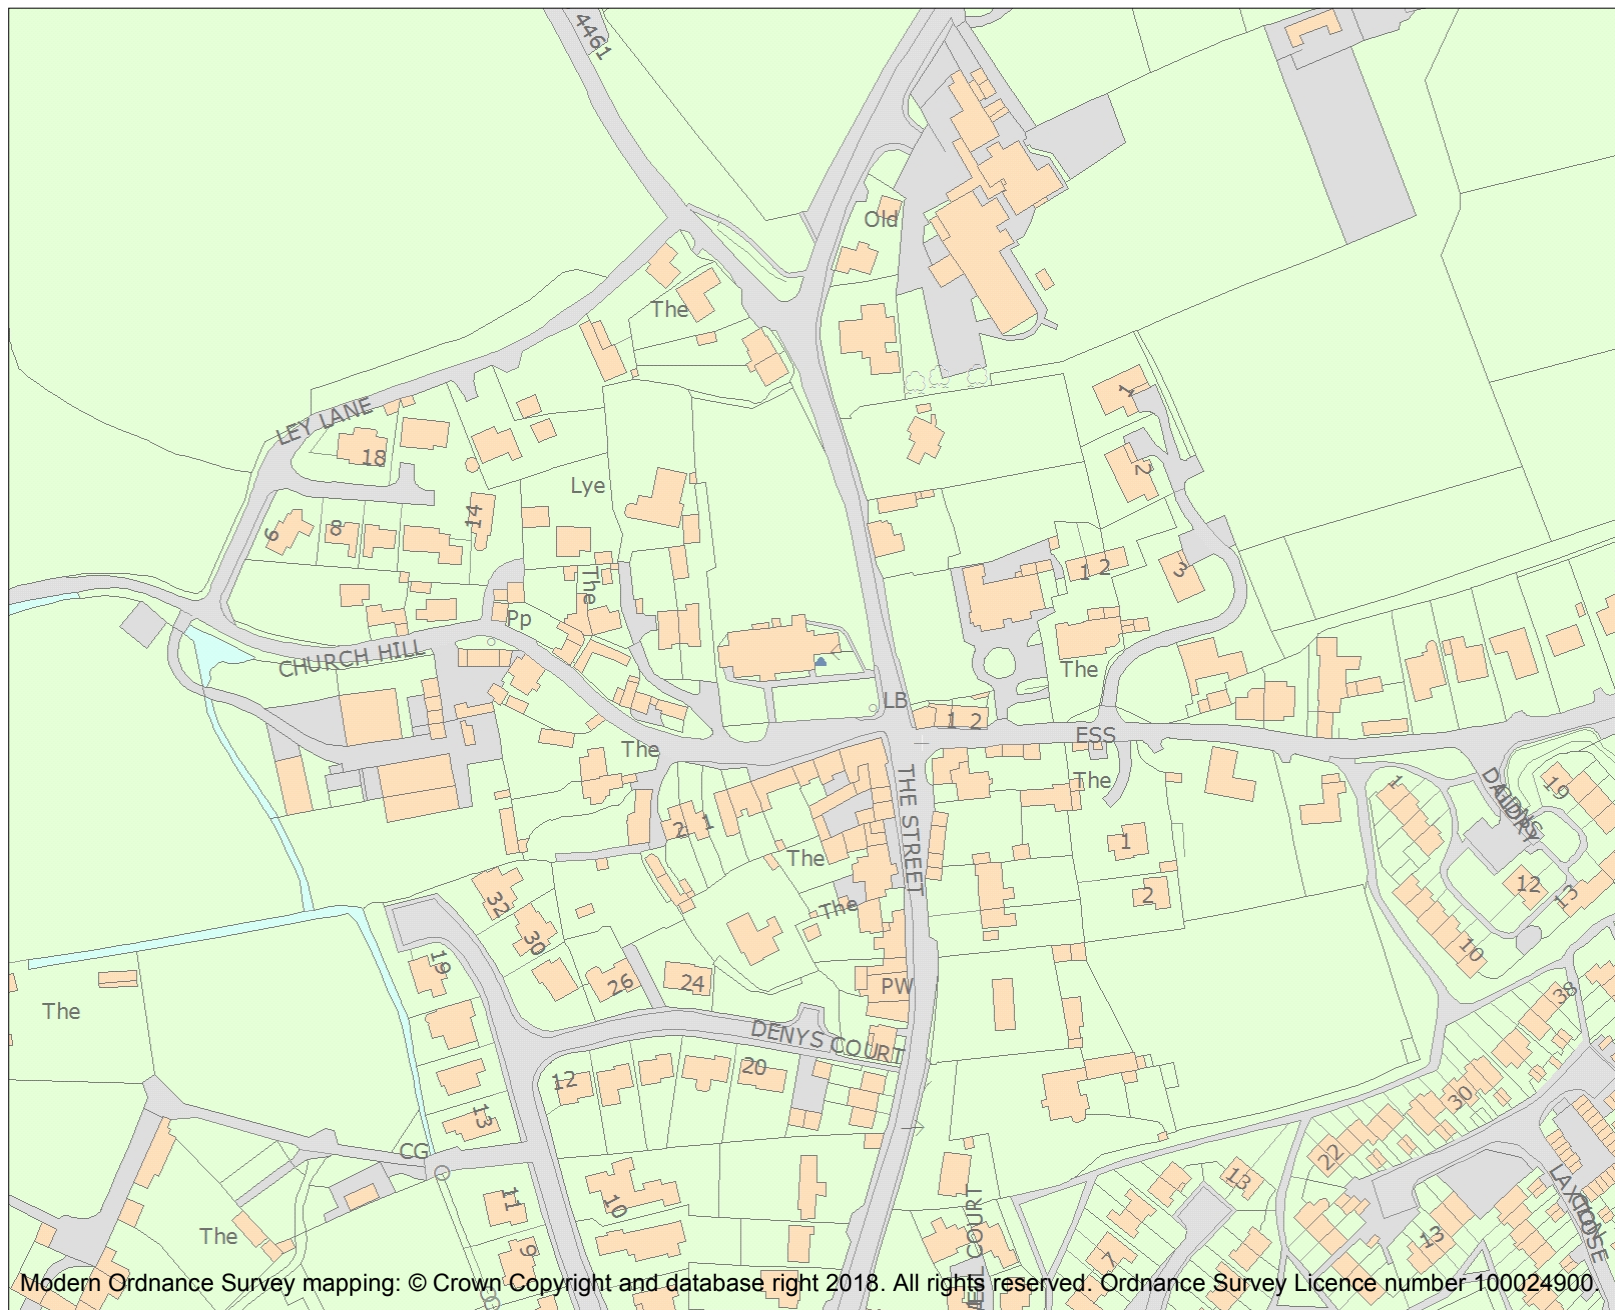 4461
Old
The
1
LEY LANE
18
2
Lye
14
6
8
The
1 2
3
Pp
CHURCH HILL
The
LB
1 2
ESS
The
The
1
19
THE STREET
2 1
1
The
12
13
2
32
The
30
10
19
26
24
PW
38
The
DENYS COURT
20
12
30
13
CG
22
13
11
10
LAXTON
The
9
7
13
Modern Ordnance Survey mapping: © Crown Copyright and database right 2018. All rights reserved. Ordnance Survey Licence number 100024900.